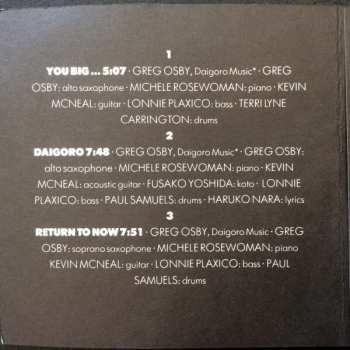 1
YOU BIG ... 5:07 · GREG OSBY, Daigoro Music* · GREG
OSBY: alto saxophone · MICHELE ROSEWOMAN: piano · KEVIN
MCNEAL: guitar · LONNIE PLAXICO: bass · TERRI LYNE
CARRINGTON: drums
2
DAIGORO 7:48 · GREG OSBY, Daigoro Music* · GREG OSBY:
alto saxophone · MICHELE ROSEWOMAN: piano · KEVIN
MCNEAL: acoustic guitar · FUSAKO YOSHIDA: koto · LONNIE
PLAXICO: bass · PAUL SAMUELS: drums · HARUKO NARA: lyrics
3
RETURN TO NOW 7:51 · GREG OSBY, Daigoro Music · GREG
OSBY: soprano saxophone · MICHELE ROSEWOMAN: piano
KEVIN MCNEAL: guitar · LONNIE PLAXICO: bass · PAUL
SAMUELS: drums